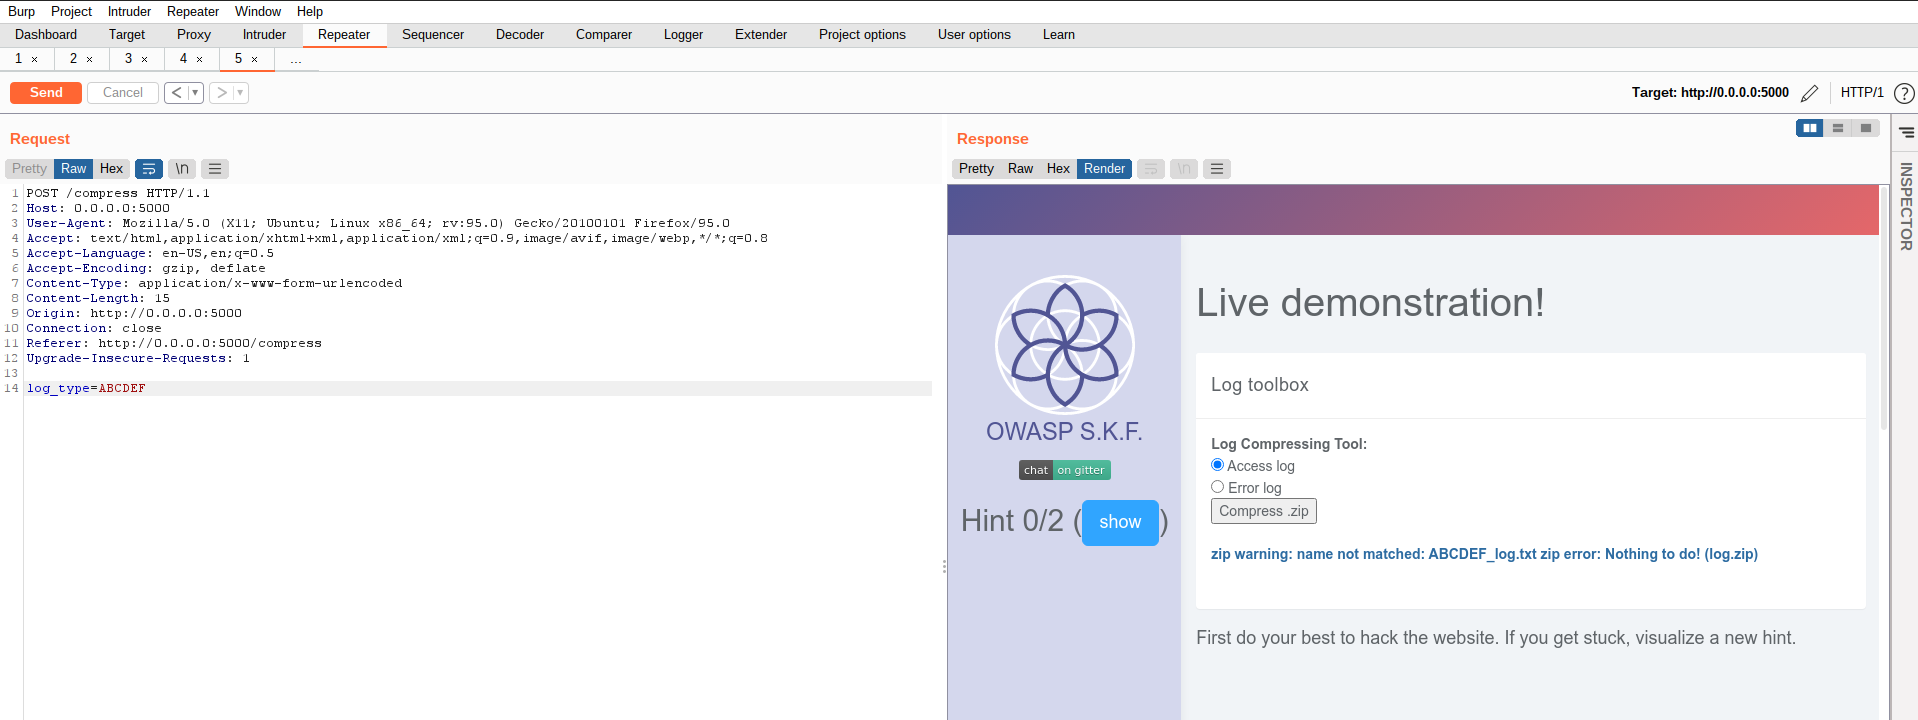 Burp Project Intruder Repeater Window Help
Dashboard Target Proxy Intruder Repeater Sequencer Decoder Comparer Logger Extender Project options User options Learn
1 × 2 × 3 × 4 × 5 × ...
Send Cancel < > Target: http://0.0.0.0:5000 HTTP/1 ?
Request
Pretty Raw Hex \n
1 POST /compress HTTP/1.1
2 Host: 0.0.0.0:5000
3 User-Agent: Mozilla/5.0 (X11; Ubuntu; Linux x86_64; rv:95.0) Gecko/20100101 Firefox/95.0
4 Accept: text/html,application/xhtml+xml,application/xml;q=0.9,image/avif,image/webp,*/*;q=0.8
5 Accept-Language: en-US,en;q=0.5
6 Accept-Encoding: gzip, deflate
7 Content-Type: application/x-www-form-urlencoded
8 Content-Length: 15
9 Origin: http://0.0.0.0:5000
10 Connection: close
11 Referer: http://0.0.0.0:5000/compress
12 Upgrade-Insecure-Requests: 1
13
14 log_type=ABCDEF
Response
Pretty Raw Hex Render \n
OWASP S.K.F.
chat on gitter
Hint 0/2 (show)
Live demonstration!
Log toolbox
Log Compressing Tool:
Access log
Error log
Compress .zip
zip warning: name not matched: ABCDEF_log.txt zip error: Nothing to do! (log.zip)
First do your best to hack the website. If you get stuck, visualize a new hint.
INSPECTOR